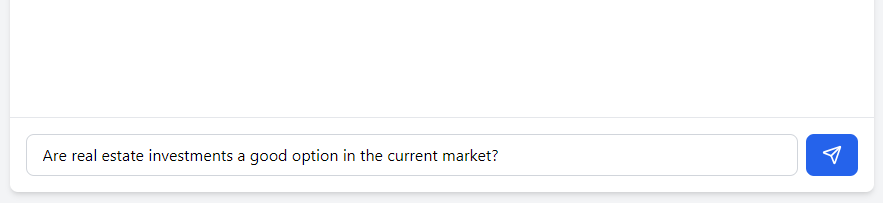 Are real estate investments a good option in the current market?